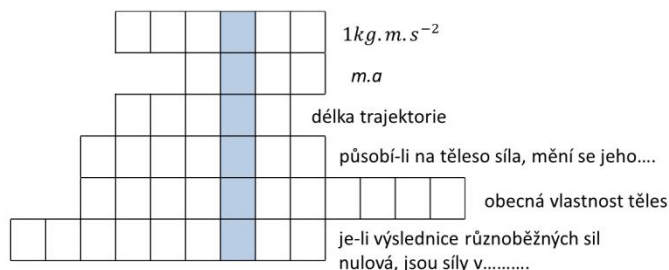 1kg.m.s⁻²
m.a
délka trajektorie
působí-li na těleso síla, mění se jeho....
obecná vlastnost těles
je-li výslednice různoběžných sil
nulová, jsou síly v..........